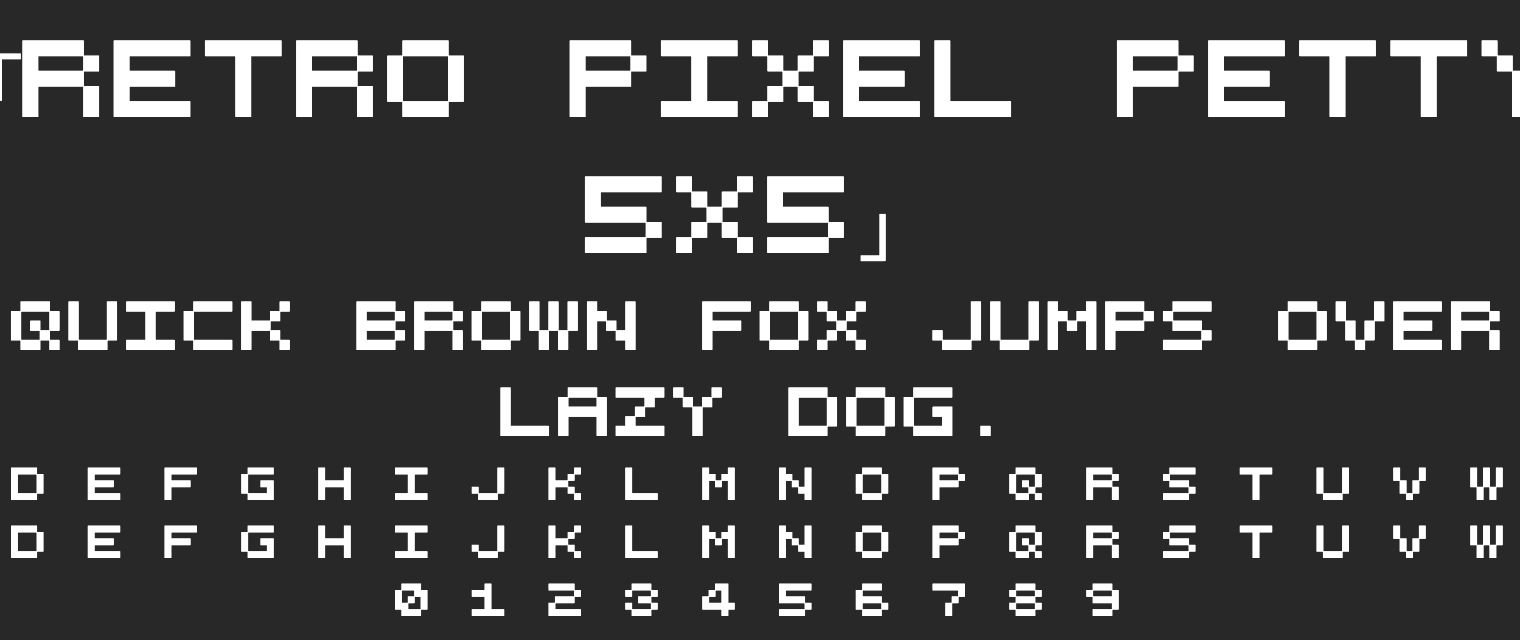 「RETRO PIXEL PETTY
5X5」
QUICK BROWN FOX JUMPS OVER
LAZY DOG.
D E F G H I J K L M N O P Q R S T U V W
D E F G H I J K L M N O P Q R S T U V W
0 1 2 3 4 5 6 7 8 9